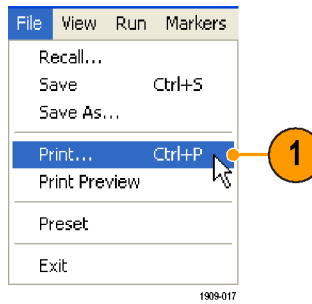 File View Run Markers
Recall...
Save Ctrl+S
Save As...
Print... Ctrl+P
1
Print Preview
Preset
Exit
1909-017